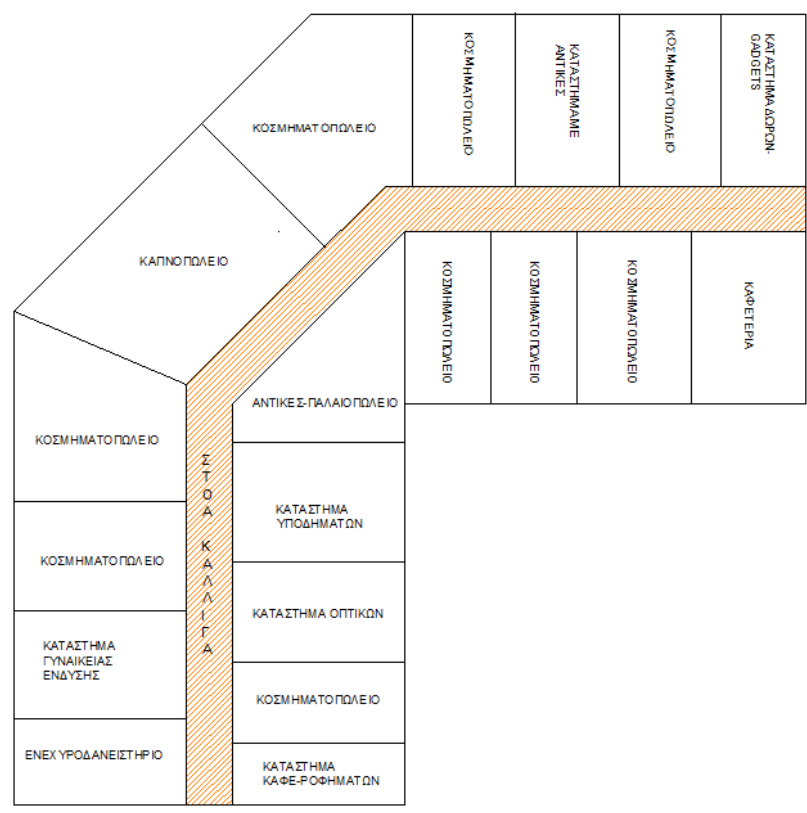 ΚΟΣΜΗΜΑΤΟΠΩΛΕΙΟ
ΚΟΣΜΗΜΑΤΟΠΩΛΕΙΟ
ΚΑΤΑΣΤΗΜΑ ΜΕ
ΑΝΤΙΚΕΣ
ΚΟΣΜΗΜΑΤΟΠΩΛΕΙΟ
ΚΑΤΑΣΤΗΜΑ ΔΩΡΩΝ-
GADGETS
ΚΑΠΝΟΠΩΛΕΙΟ
ΚΟΣΜΗΜΑΤΟΠΩΛΕΙΟ
ΚΟΣΜΗΜΑΤΟΠΩΛΕΙΟ
ΚΟΣΜΗΜΑΤΟΠΩΛΕΙΟ
ΚΑΦΕΤΕΡΙΑ
ΑΝΤΙΚΕΣ-ΠΑΛΑΙΟΠΩΛΕΙΟ
ΚΟΣΜΗΜΑΤΟΠΩΛΕΙΟ
ΣΤΟΑ ΚΑΛΛΙΓΑ
ΚΑΤΑΣΤΗΜΑ
ΥΠΟΔΗΜΑΤΩΝ
ΚΟΣΜΗΜΑΤΟΠΩΛΕΙΟ
ΚΑΤΑΣΤΗΜΑ ΟΠΤΙΚΩΝ
ΚΑΤΑΣΤΗΜΑ
ΓΥΝΑΙΚΕΙΑΣ
ΕΝΔΥΣΗΣ
ΚΟΣΜΗΜΑΤΟΠΩΛΕΙΟ
ΕΝΕΧΥΡΟΔΑΝΕΙΣΤΗΡΙΟ
ΚΑΤΑΣΤΗΜΑ
ΚΑΦΕ-ΡΟΦΗΜΑΤΩΝ